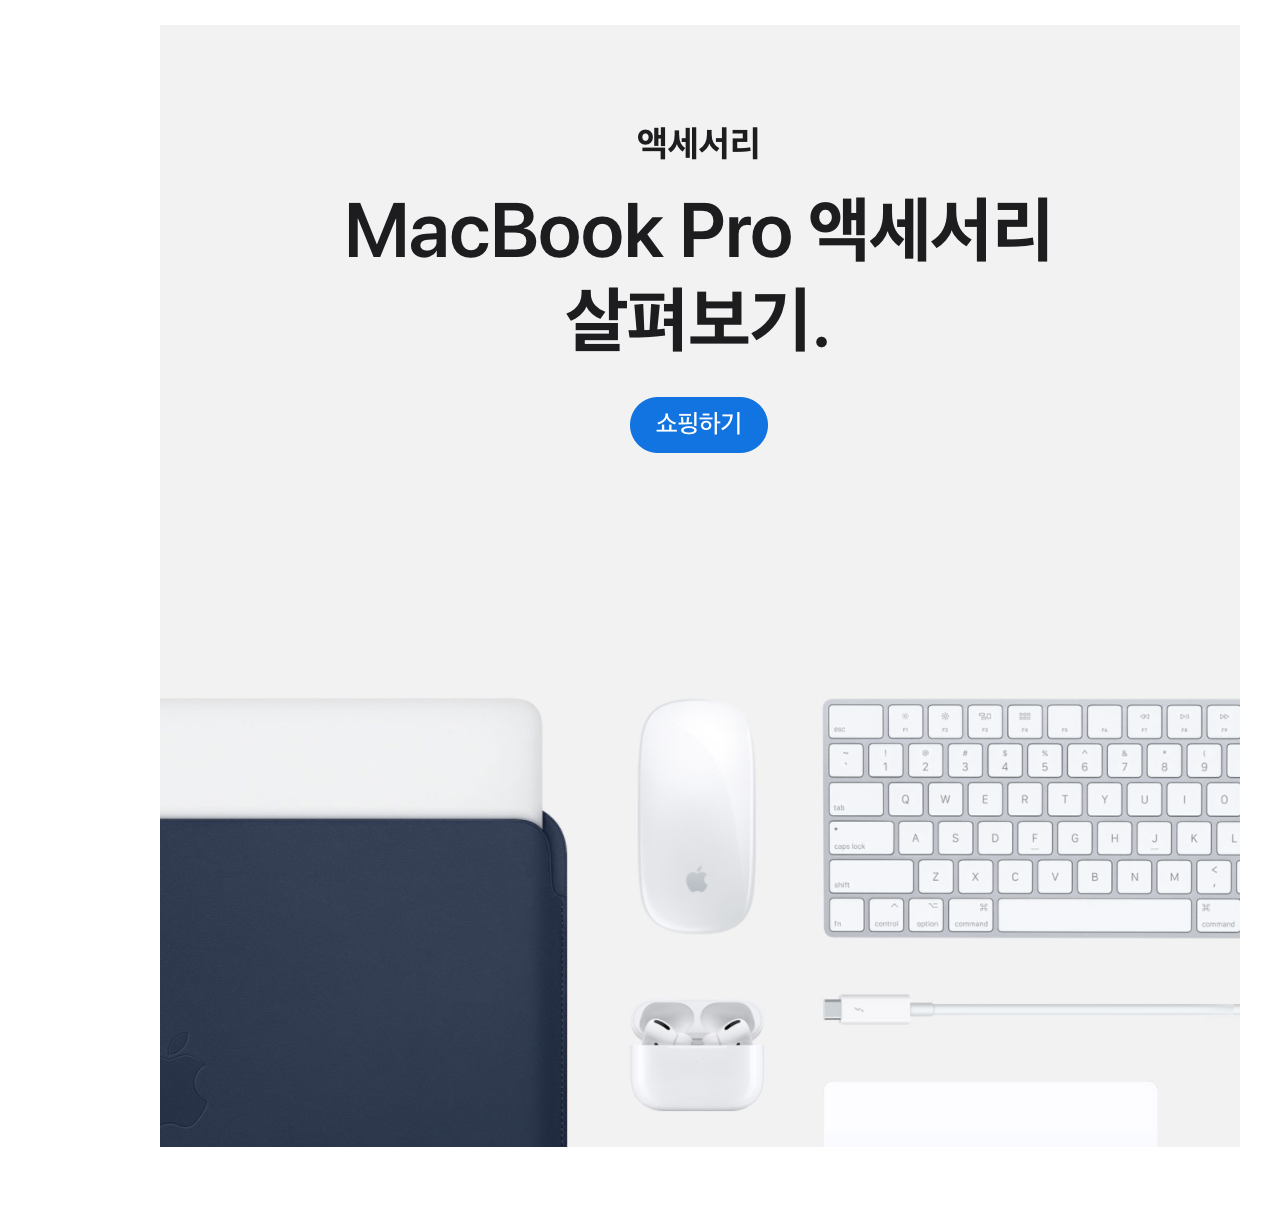 액세서리
MacBook Pro 액세서리
살펴보기.
쇼핑하기
esc F1 F2 F3 F4 F5 F6 F7 F8 F9
~ ! @ # $ % ^ & * (
` 1 2 3 4 5 6 7 8 9
tab Q W E R T Y U I O
caps lock A S D F G H J K L
shift Z X C V B N M < ,
fn control option command command